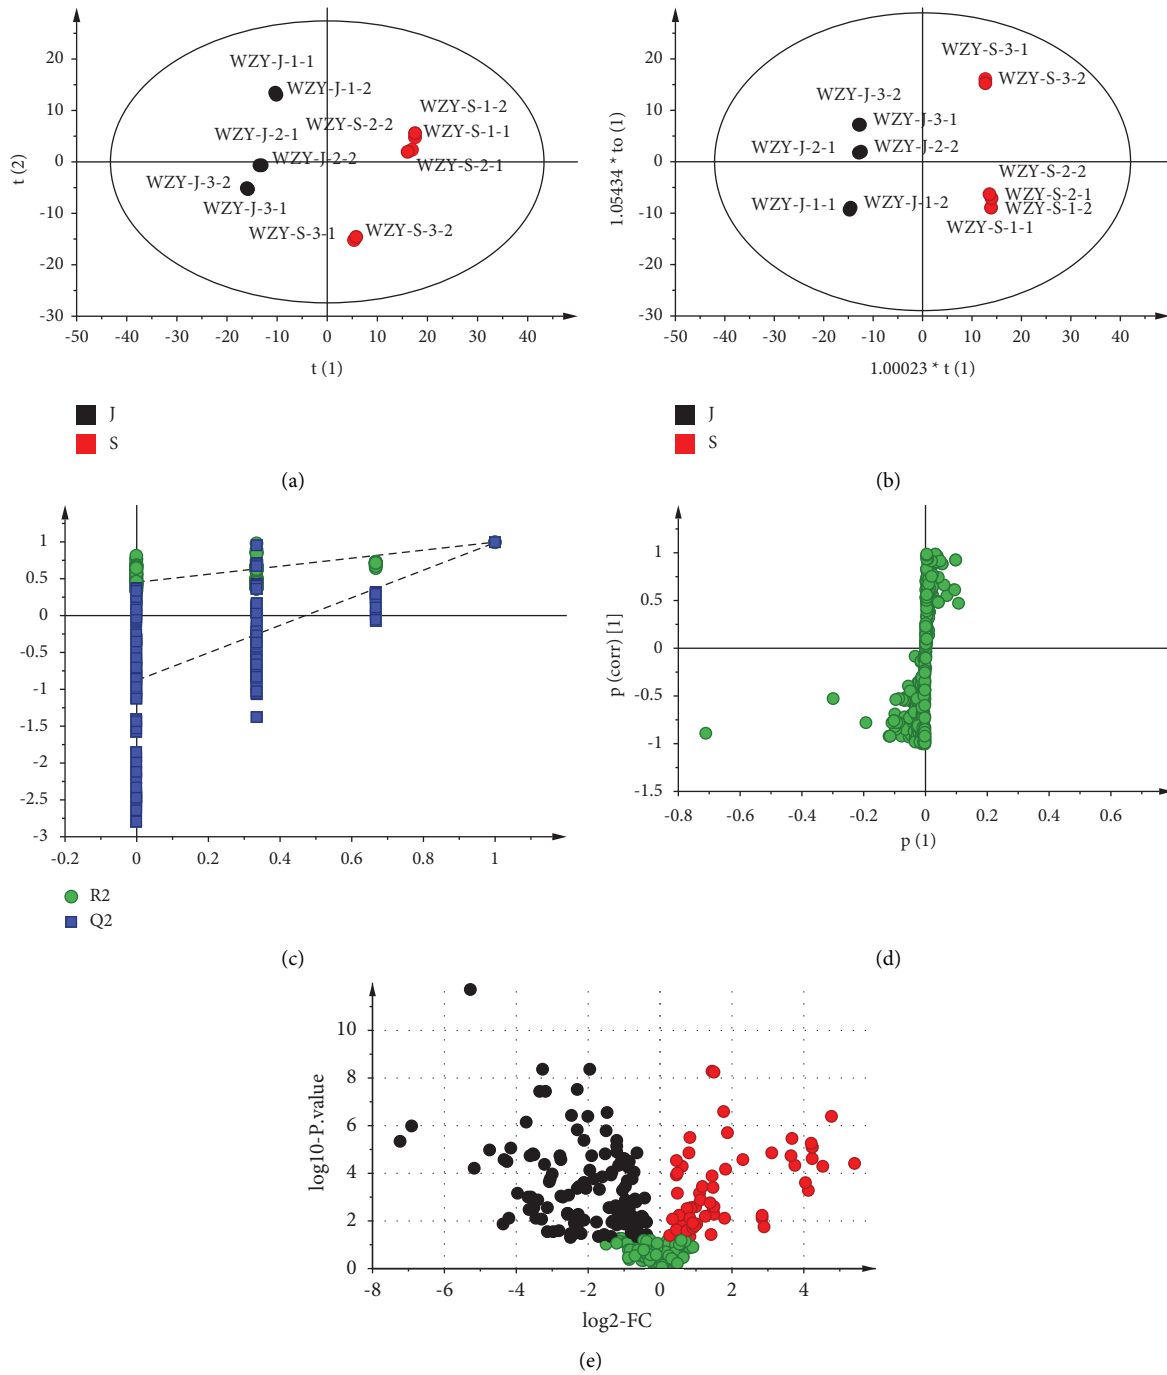 20
10
0
-10
-20
-30
t (2)
WZY-J-1-1
WZY-J-1-2
WZY-S-1-2
WZY-S-2-2
WZY-S-1-1
WZY-J-2-1
WZY-J-2-2
WZY-S-2-1
WZY-J-3-2
WZY-J-3-1
WZY-S-3-1
WZY-S-3-2
-50 -40 -30 -20 -10 0 10 20 30 40
t (1)
J
S
(a)
20
10
0
-10
-20
-30
1.05434 * to (1)
WZY-S-3-1
WZY-S-3-2
WZY-J-3-2
WZY-J-3-1
WZY-J-2-1
WZY-J-2-2
WZY-S-2-2
WZY-S-2-1
WZY-J-1-1
WZY-J-1-2
WZY-S-1-2
WZY-S-1-1
-50 -40 -30 -20 -10 0 10 20 30 40
1.00023 * t (1)
J
S
(b)
1
0.5
0
-0.5
-1
-1.5
-2
-2.5
-3
-0.2 0 0.2 0.4 0.6 0.8 1
R2
Q2
(c)
1
0.5
0
-0.5
-1
-1.5
p (corr) [1]
-0.8 -0.6 -0.4 -0.2 0 0.2 0.4 0.6
p (1)
(d)
10
8
6
4
2
0
log10-P.value
-8 -6 -4 -2 0 2 4
log2-FC
(e)